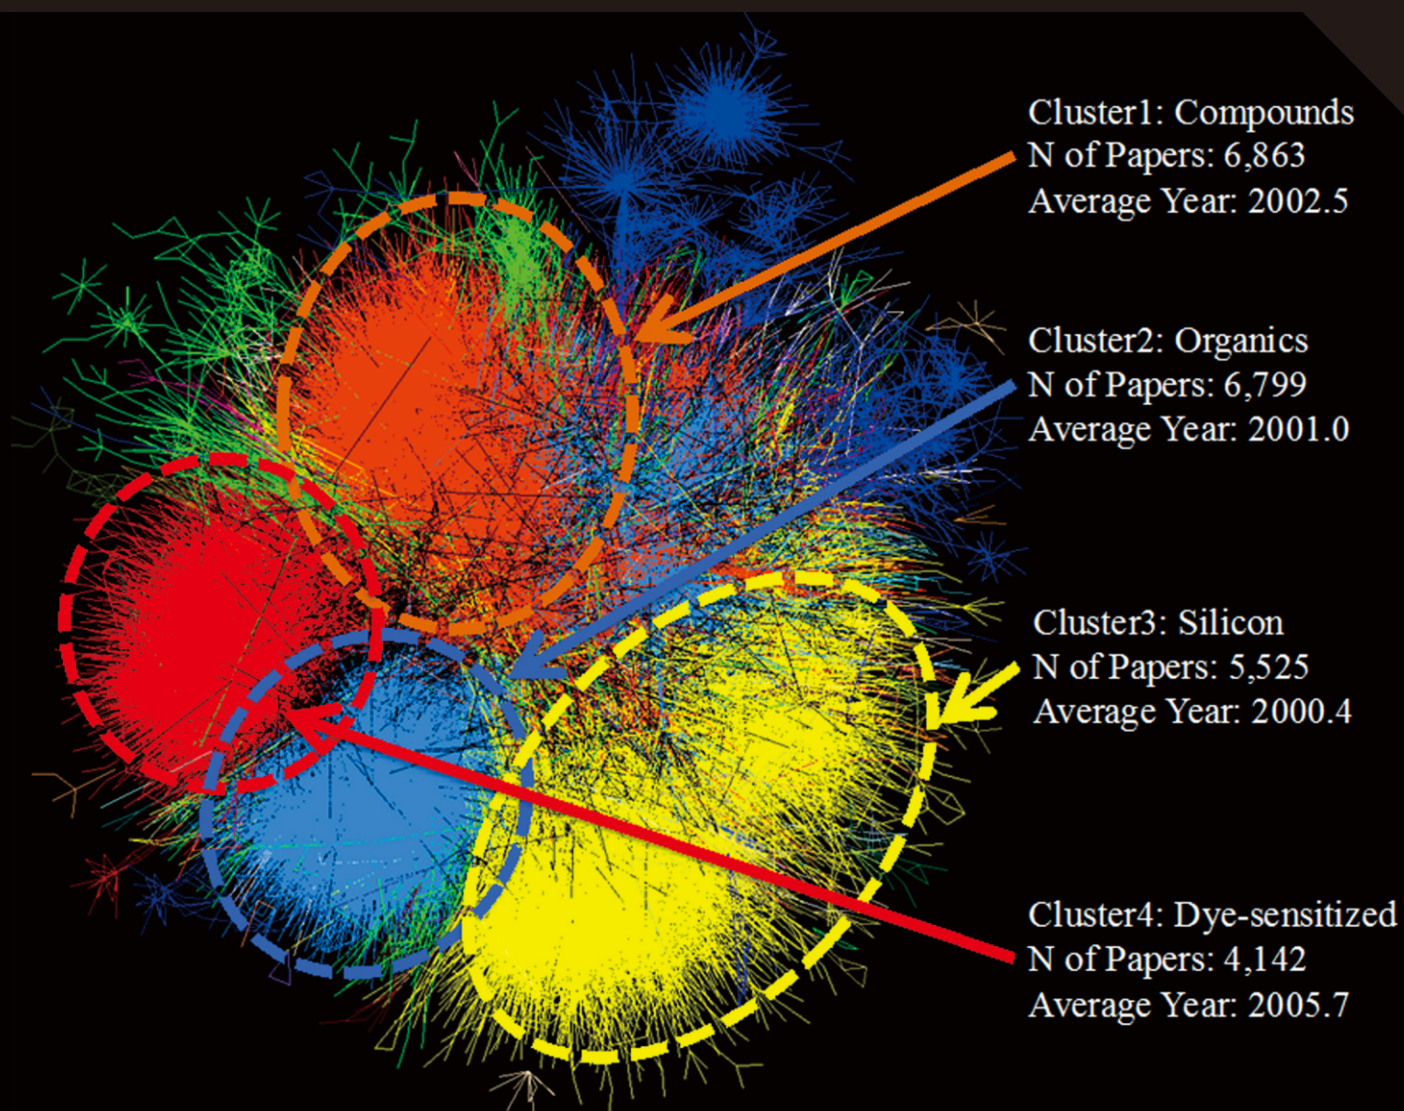 Cluster1: Compounds
N of Papers: 6,863
Average Year: 2002.5
Cluster2: Organics
N of Papers: 6,799
Average Year: 2001.0
Cluster3: Silicon
N of Papers: 5,525
Average Year: 2000.4
Cluster4: Dye-sensitized
N of Papers: 4,142
Average Year: 2005.7